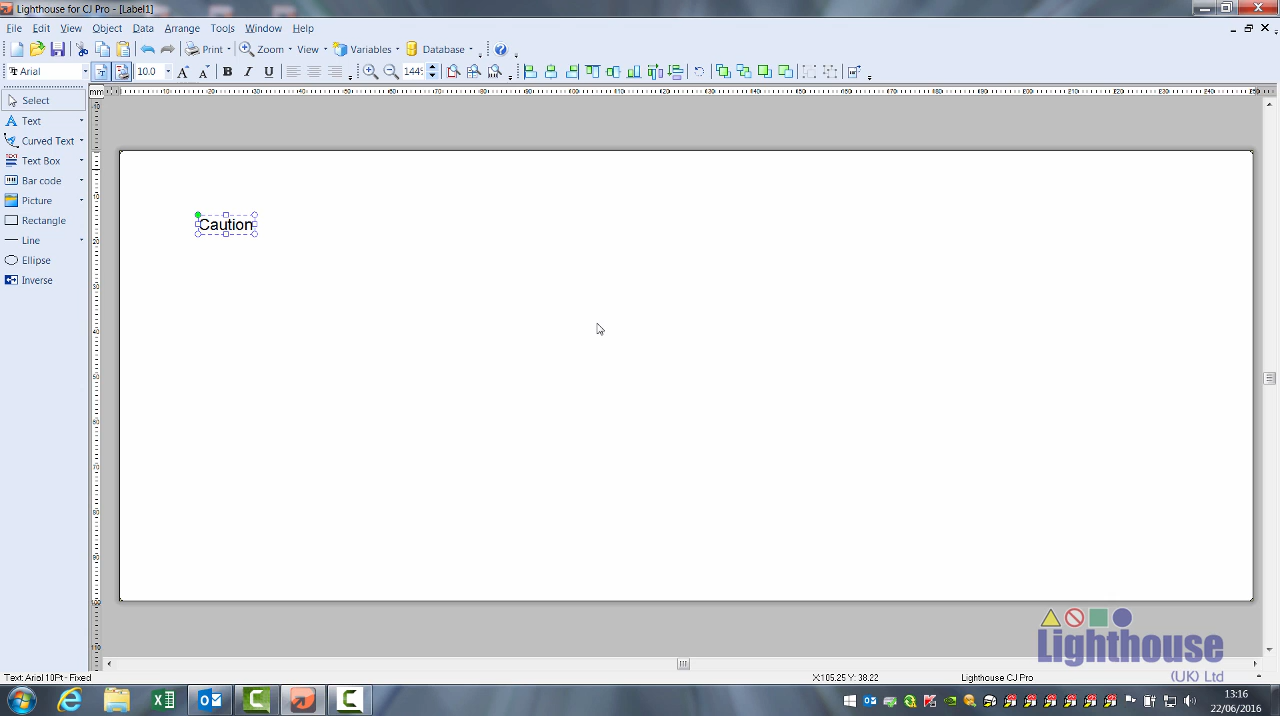 Lighthouse for CJ Pro - [Label1]
File Edit View Object Data Arrange Tools Window Help
Print Zoom View Variables Database
Arial 10.0 B I U 144%
mm
Select
Text
Curved Text
Text Box
Bar code
Picture
Rectangle
Line
Ellipse
Inverse
Caution
Lighthouse
(UK) Ltd
Text: Arial 10Pt - Fixed X:105.25 Y: 38.22 Lighthouse CJ Pro
13:16
22/06/2016